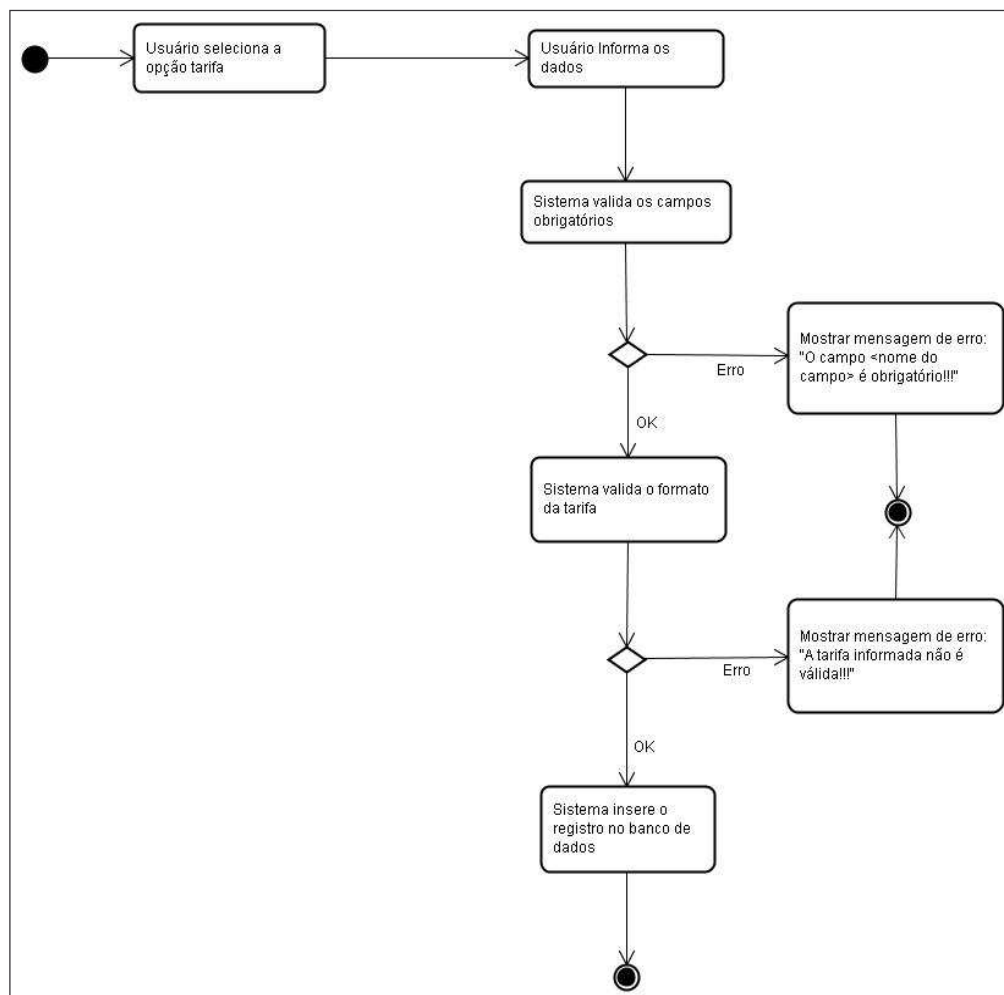 Usuário seleciona a
opção tarifa
Usuário Informa os
dados
Sistema valida os campos
obrigatórios
Mostrar mensagem de erro:
"O campo <nome do
campo> é obrigatório!!!"
Erro
OK
Sistema valida o formato
da tarifa
Mostrar mensagem de erro:
"A tarifa informada não é
válida!!!"
Erro
OK
Sistema insere o
registro no banco de
dados